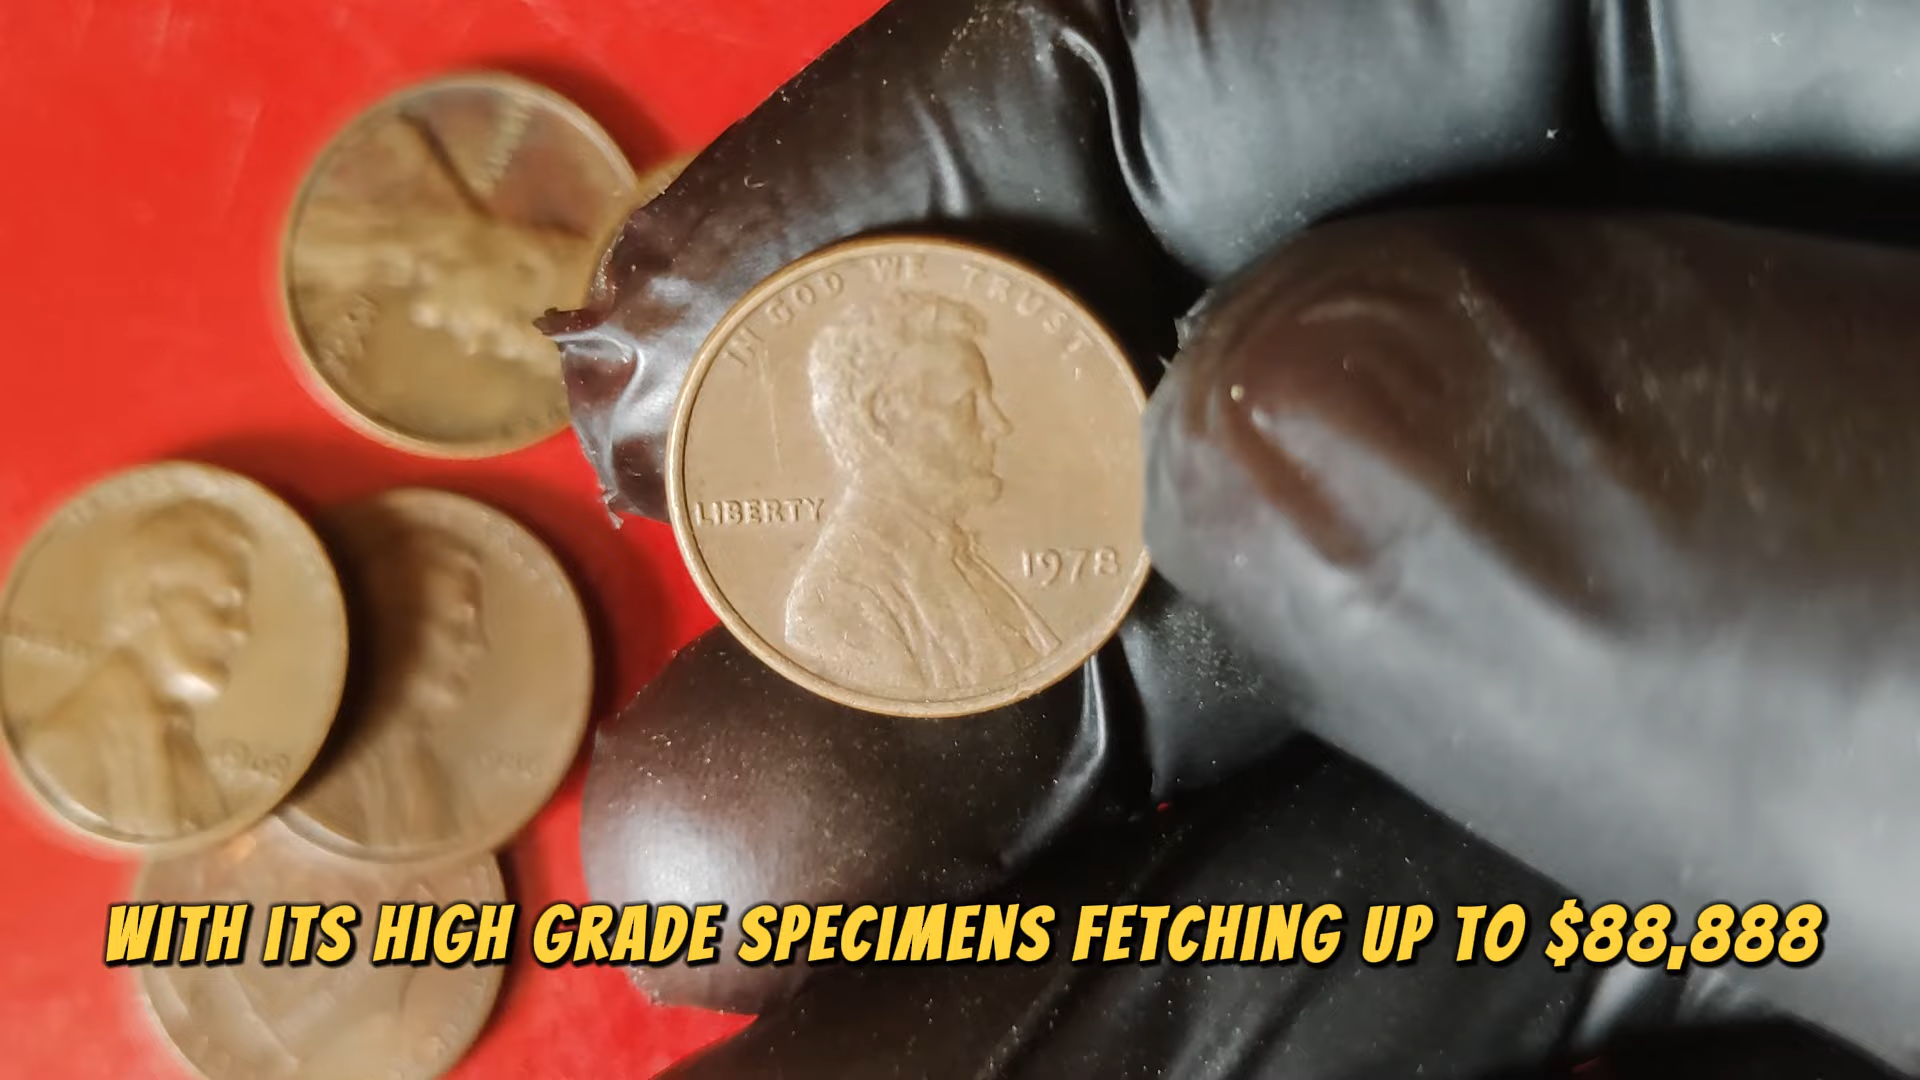 IN GOD WE TRUST
LIBERTY
1978
WITH ITS HIGH GRADE SPECIMENS FETCHING UP TO $88,888